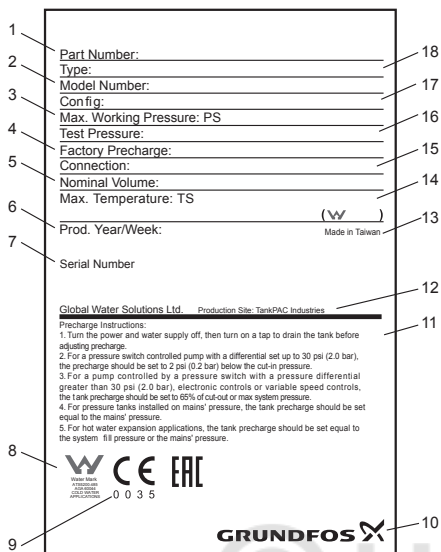 1
Part Number:
18
Type:
2
Model Number:
17
Config:
3
Max. Working Pressure: PS
16
Test Pressure:
4
Factory Precharge:
15
Connection:
5
Nominal Volume:
14
Max. Temperature: TS
( W )
6
Prod. Year/Week:
Made in Taiwan
13
7
Serial Number
12
Global Water Solutions Ltd. Production Site: TankPAC Industries
11
Precharge Instructions:
1. Turn the power and water supply off, then turn on a tap to drain the tank before
adjusting precharge.
2. For a pressure switch controlled pump with a differential set up to 30 psi (2.0 bar),
the precharge should be set to 2 psi (0.2 bar) below the cut-in pressure.
3. For a pump controlled by a pressure switch with a pressure differential
greater than 30 psi (2.0 bar), electronic controls or variable speed controls,
the tank precharge should be set to 65% of cut-out or max system pressure.
4. For pressure tanks installed on mains' pressure, the tank precharge should be set
equal to the mains' pressure.
5. For hot water expansion applications, the tank precharge should be set equal to
the system fill pressure or the mains' pressure.
8
W CE EAC
Water Mark
COLD WATER
APPLICATIONS
0 0 3 5
9
GRUNDFOS X
10